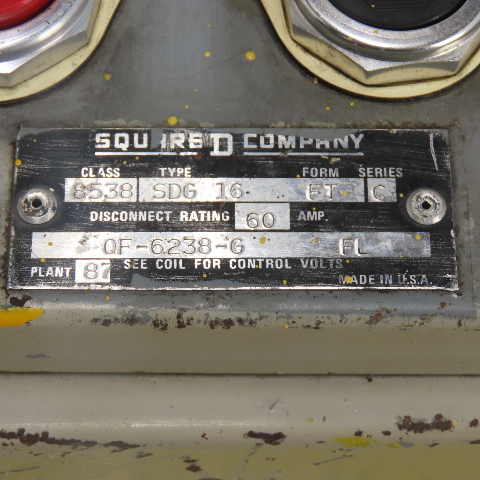 SQUARE D COMPANY
CLASS TYPE FORM SERIES
8538 SDG 16 FT C
DISCONNECT RATING 60 AMP.
QF-6238-G FL
PLANT 87 SEE COIL FOR CONTROL VOLTS
MADE IN U.S.A.